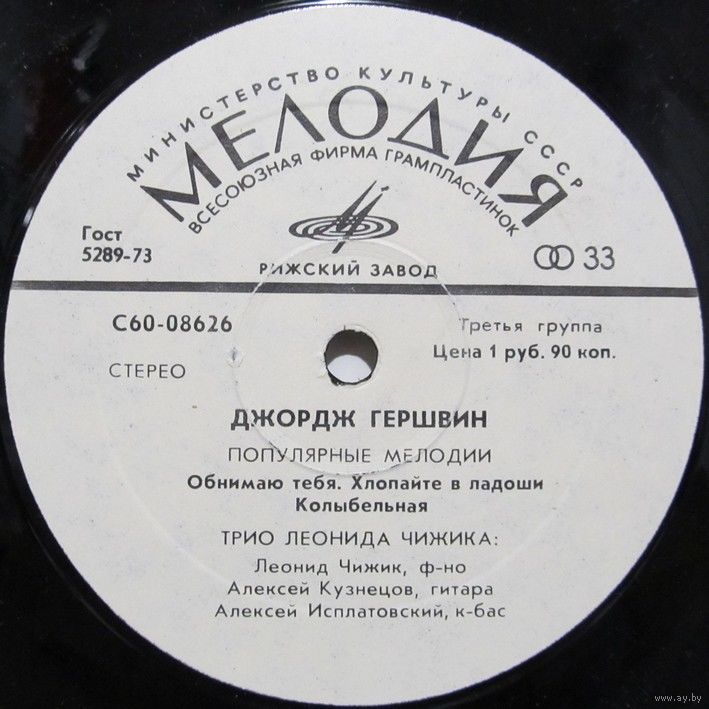 МИНИСТЕРСТВО КУЛЬТУРЫ СССР
МЕЛОДИЯ
ВСЕСОЮЗНАЯ ФИРМА ГРАМПЛАСТИНОК
Гост
5289-73
РИЖСКИЙ ЗАВОД
33
С60-08626
Третья группа
Цена 1 руб. 90 коп.
СТЕРЕО
ДЖОРДЖ ГЕРШВИН
ПОПУЛЯРНЫЕ МЕЛОДИИ
Обнимаю тебя. Хлопайте в ладоши
Колыбельная
ТРИО ЛЕОНИДА ЧИЖИКА:
Леонид Чижик, ф-но
Алексей Кузнецов, гитара
Алексей Исплатовский, к-бас
www.ay.by